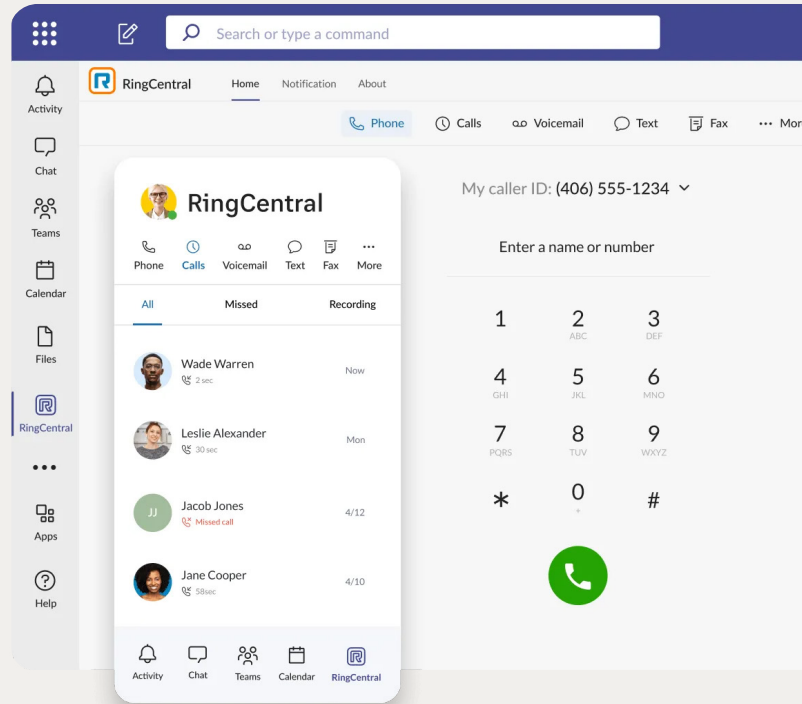 Search or type a command
Activity
Chat
Teams
Calendar
Files
RingCentral
•••
Apps
Help
RingCentral
Home Notification About
Phone Calls Voicemail Text Fax ••• Mor
My caller ID: (406) 555-1234
Enter a name or number
1 2 3
ABC DEF
4 5 6
GHI JKL MNO
7 8 9
PQRS TUV WXYZ
* 0 #
+
RingCentral
Phone Calls Voicemail Text Fax More
All Missed Recording
Wade Warren
2 sec
Now
Leslie Alexander
30 sec
Mon
JJ
Jacob Jones
Missed call
4/12
Jane Cooper
58sec
4/10
Activity Chat Teams Calendar RingCentral